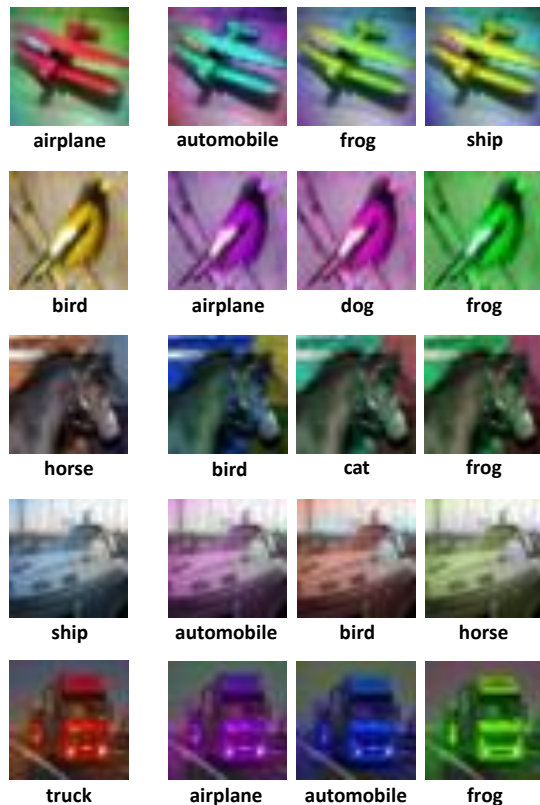 airplane automobile frog ship
bird airplane dog frog
horse bird cat frog
ship automobile bird horse
truck airplane automobile frog